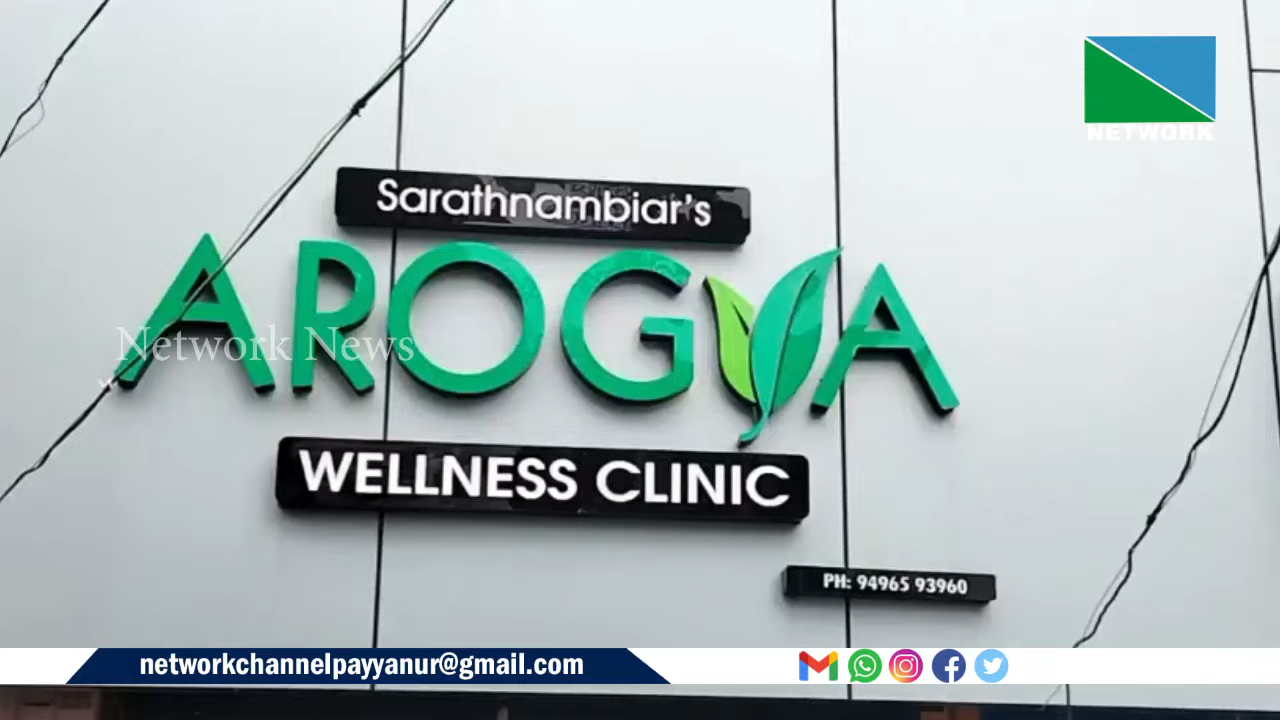 NETWORK
Sarathnambiar's
AROGYA
Network News
WELLNESS CLINIC
PH: 94965 93960
networkchannelpayyanur@gmail.com